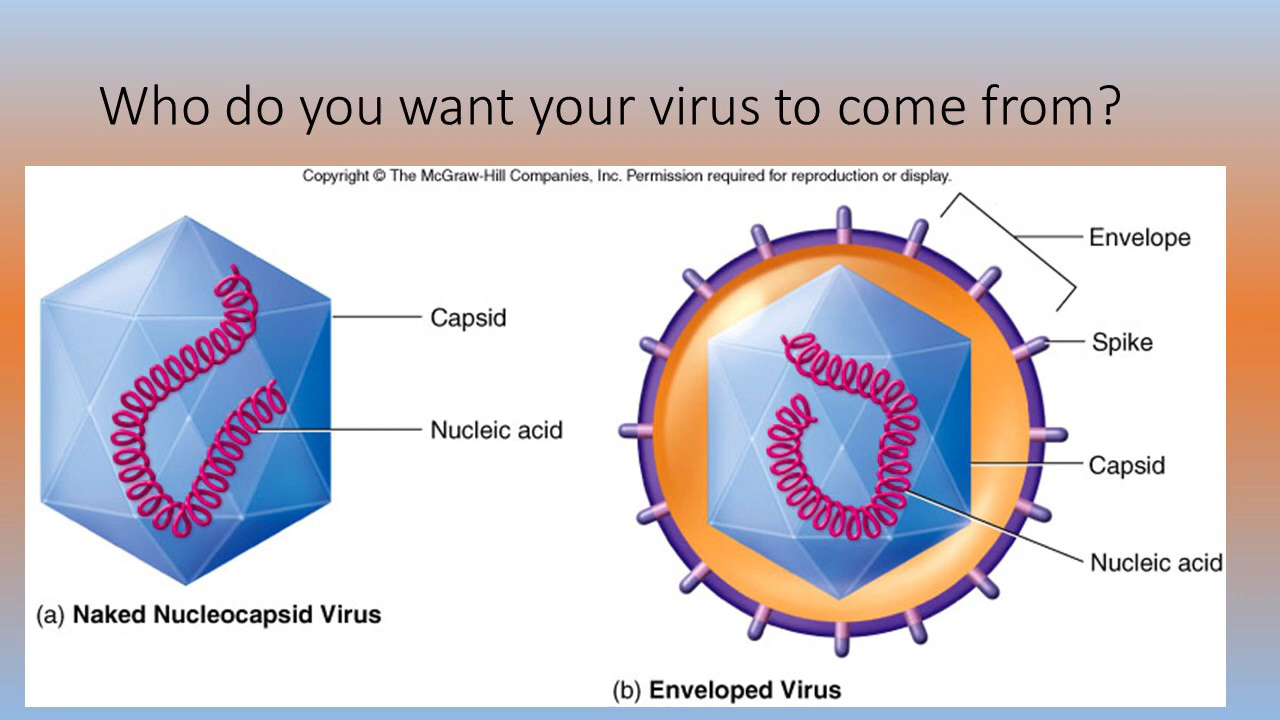 Who do you want your virus to come from?
Copyright © The McGraw-Hill Companies, Inc. Permission required for reproduction or display.
Capsid
Nucleic acid
(a) Naked Nucleocapsid Virus
Envelope
Spike
Capsid
Nucleic acid
(b) Enveloped Virus